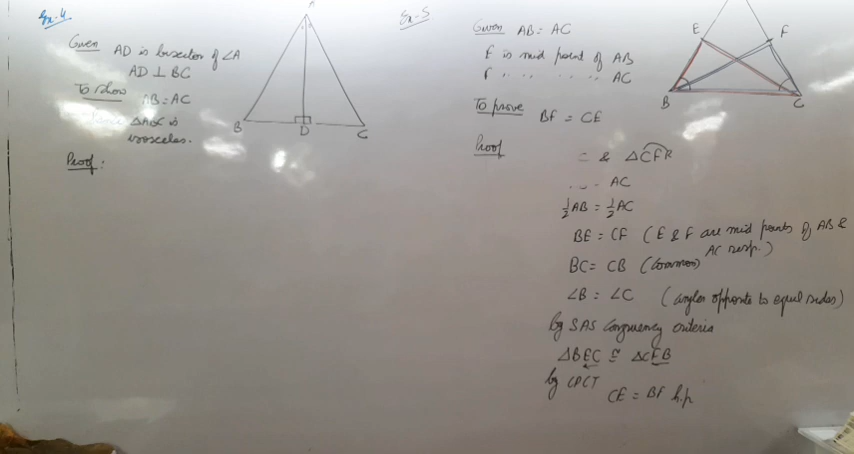 Ex-4
Given AD is bisector of ∠A
AD ⊥ BC
To show AB = AC
ΔABC is
isosceles.
Proof :
A
B
D
C
Ex-5
Given AB = AC
E is mid point of AB
F " " " " AC
To prove BF = CE
Proof
& ΔCFB
AC
½AB = ½AC
BE = CF (E & F are mid points of AB &
AC resp.)
BC = CB (Common)
∠B = ∠C (angles opposite to equal sides)
by SAS Congruency criteria
ΔBEC ≅ ΔCFB
by CPCT
CE = BF h.p
E
F
B
C